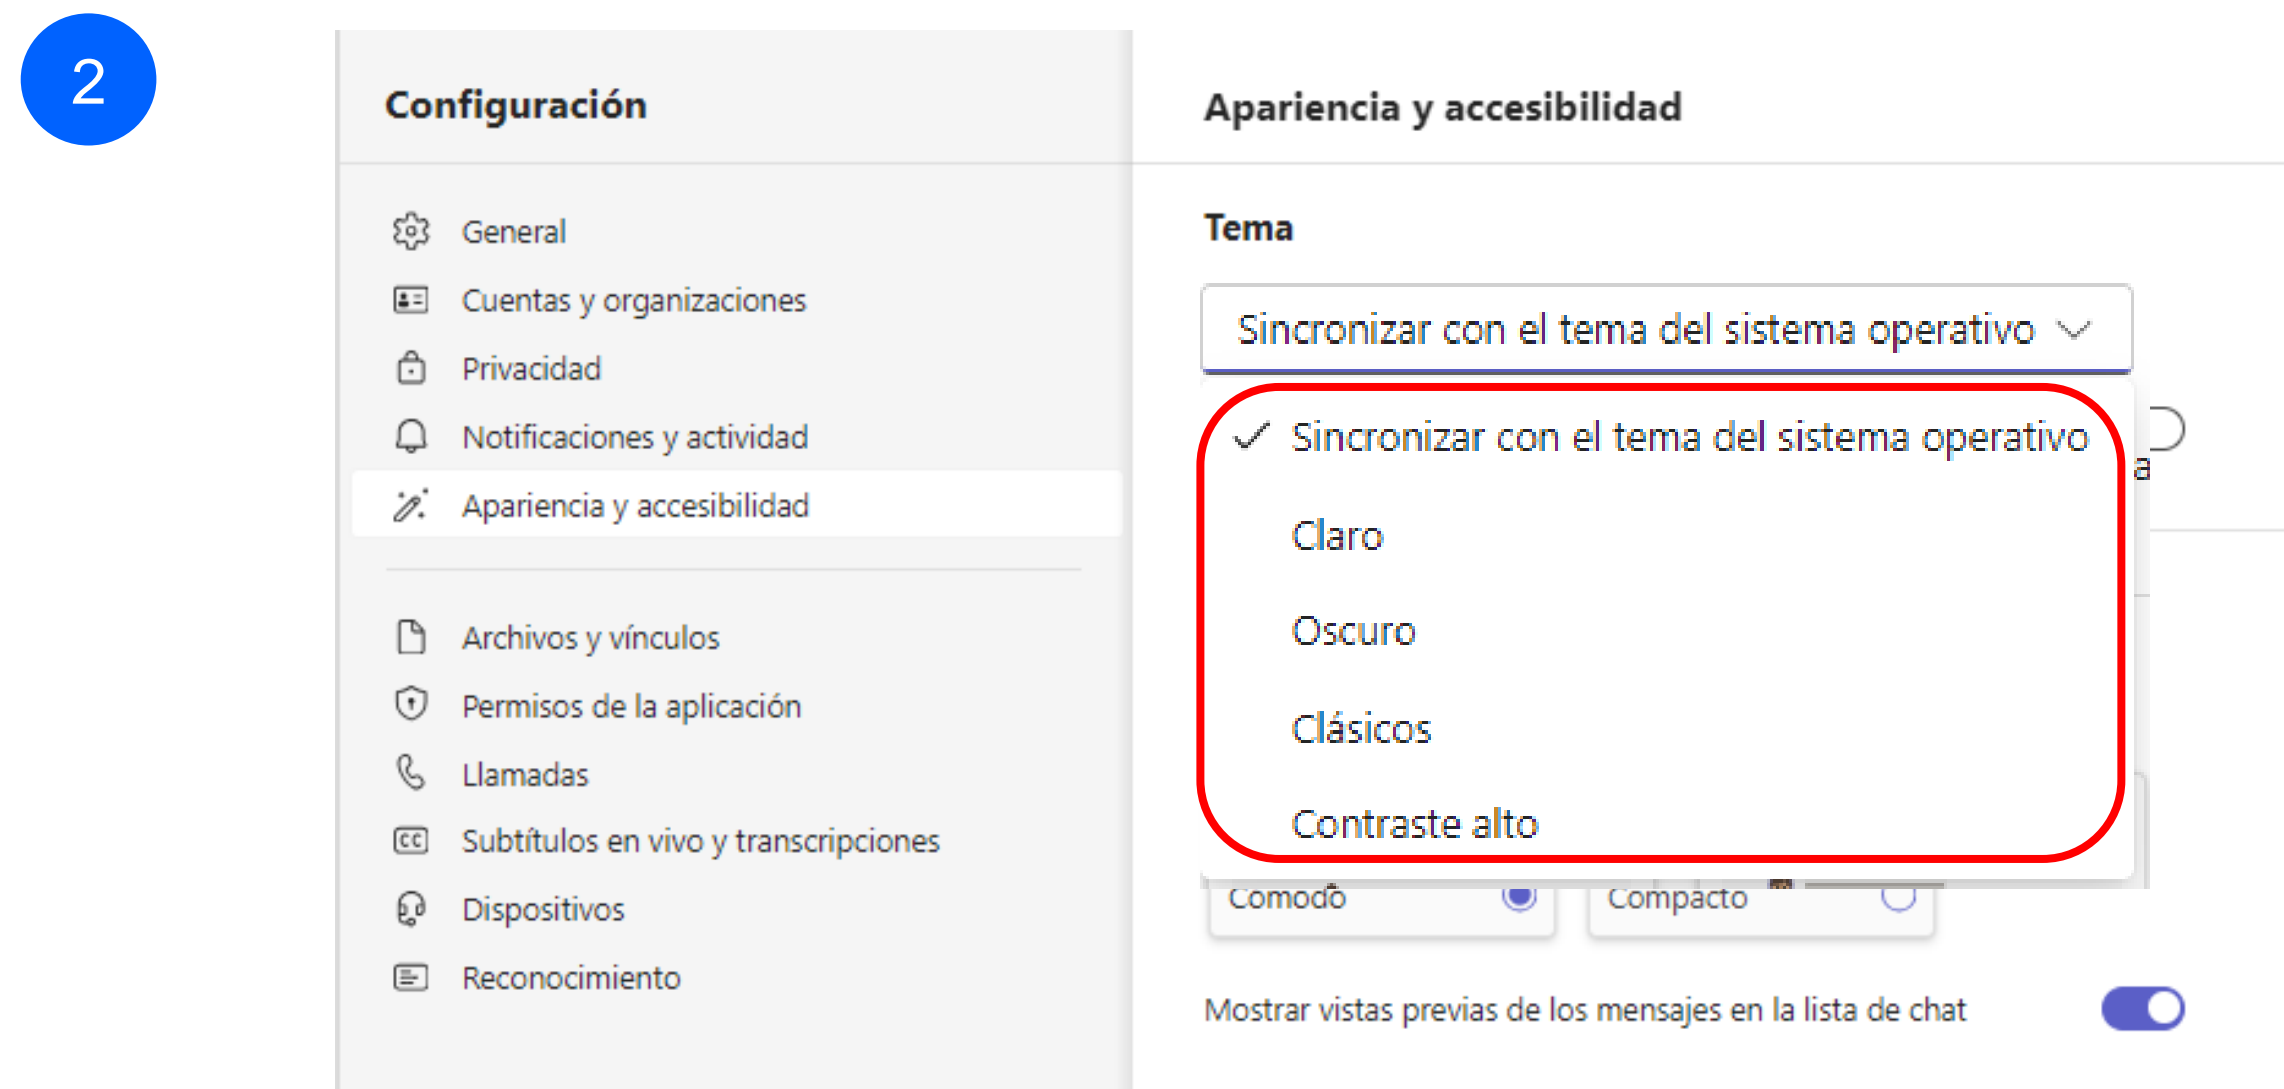 2
Configuración
General
Cuentas y organizaciones
Privacidad
Notificaciones y actividad
Apariencia y accesibilidad
Archivos y vínculos
Permisos de la aplicación
Llamadas
CC Subtítulos en vivo y transcripciones
Dispositivos
Reconocimiento
Apariencia y accesibilidad
Tema
Sincronizar con el tema del sistema operativo
Sincronizar con el tema del sistema operativo
a
Claro
Oscuro
Clásicos
Contraste alto
Cómodo
Compacto
Mostrar vistas previas de los mensajes en la lista de chat